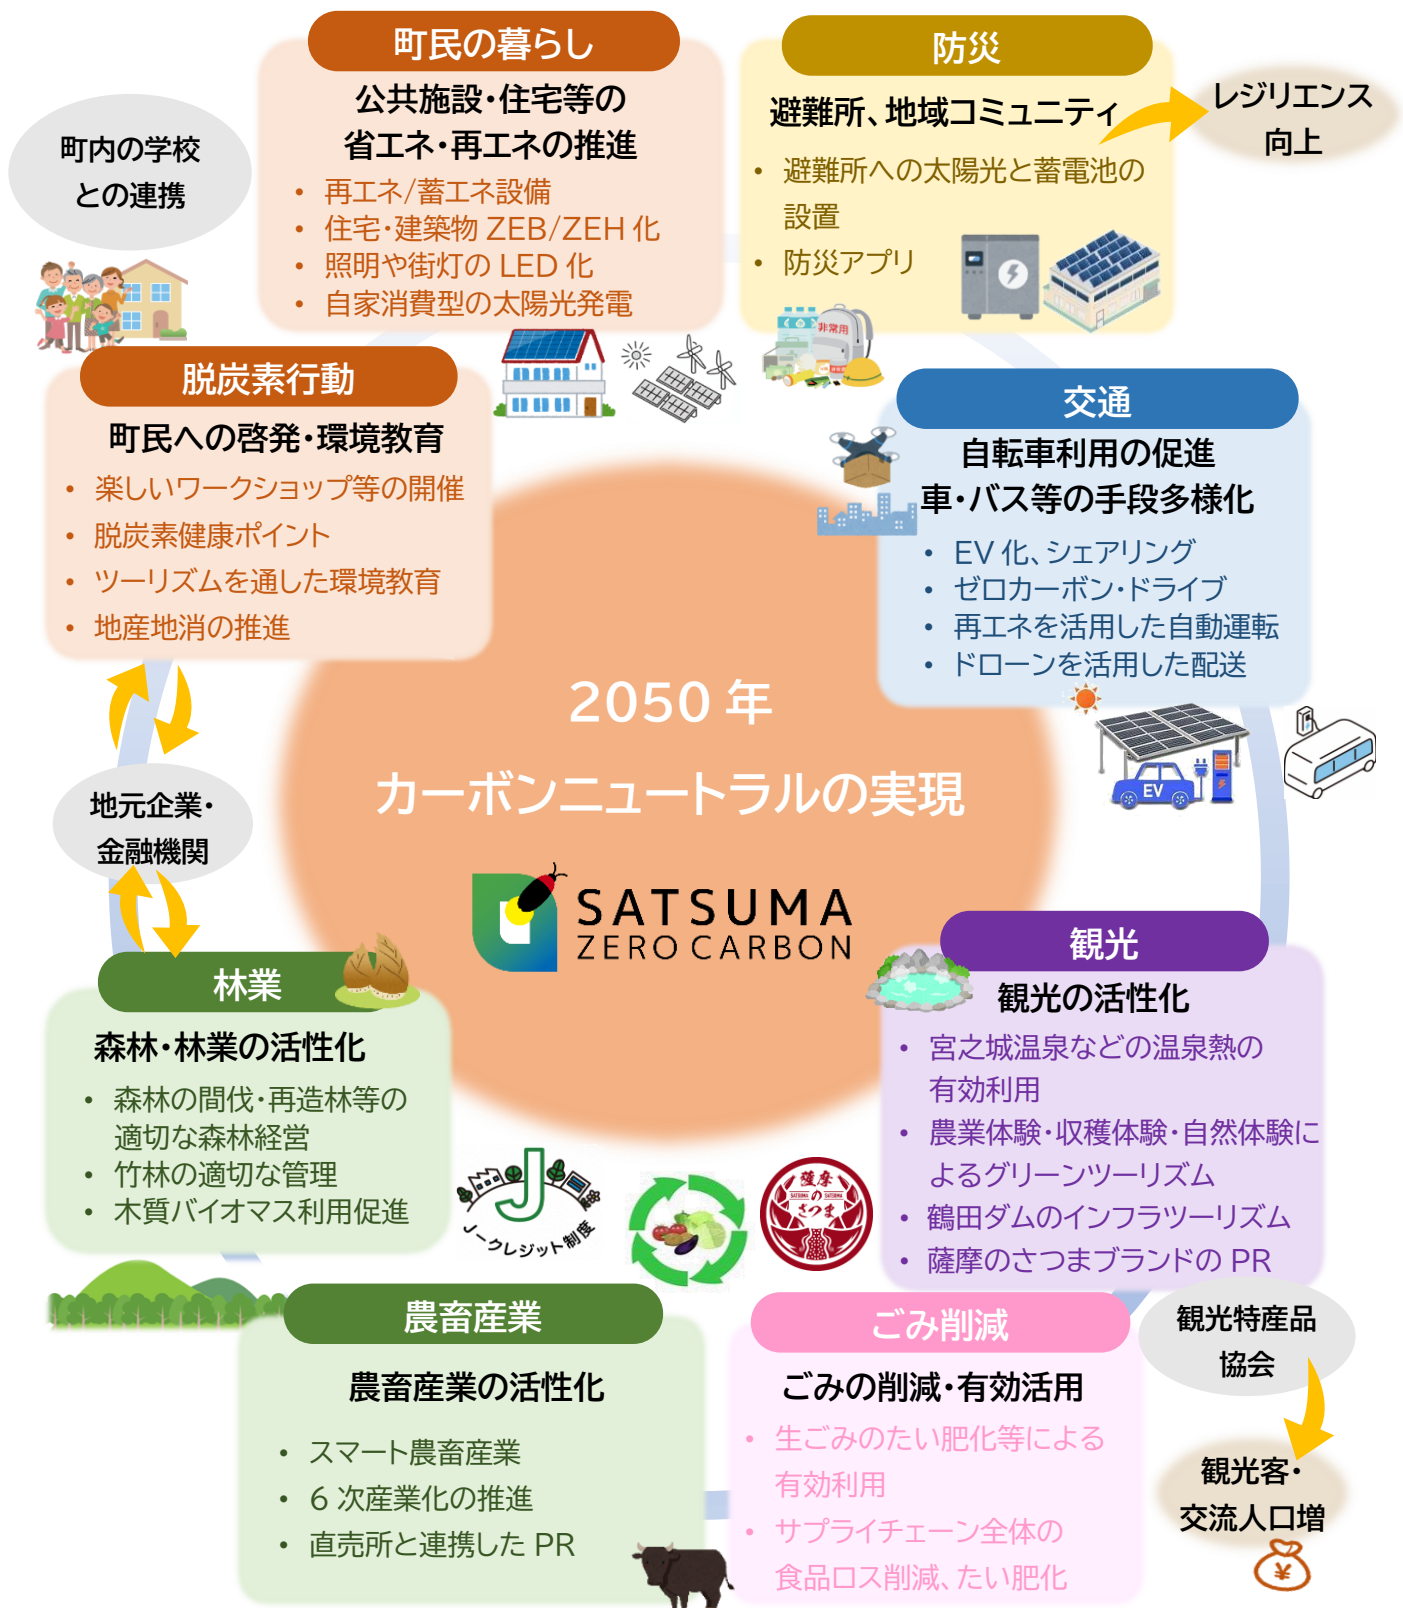 町民の暮らし
公共施設・住宅等の
省エネ・再エネの推進
・ 再エネ/蓄エネ設備
・ 住宅・建築物 ZEB/ZEH 化
・ 照明や街灯の LED 化
・ 自家消費型の太陽光発電
防災
避難所、地域コミュニティ
・ 避難所への太陽光と蓄電池の
設置
・ 防災アプリ
レジリエンス
向上
町内の学校
との連携
非常用
脱炭素行動
町民への啓発・環境教育
・ 楽しいワークショップ等の開催
・ 脱炭素健康ポイント
・ ツーリズムを通した環境教育
・ 地産地消の推進
交通
自転車利用の促進
車・バス等の手段多様化
・ EV 化、シェアリング
・ ゼロカーボン・ドライブ
・ 再エネを活用した自動運転
・ ドローンを活用した配送
EV
2050 年
カーボンニュートラルの実現
SATSUMA
ZERO CARBON
地元企業・
金融機関
林業
森林・林業の活性化
・ 森林の間伐・再造林等の
適切な森林経営
・ 竹林の適切な管理
・ 木質バイオマス利用促進
観光
観光の活性化
・ 宮之城温泉などの温泉熱の
有効利用
・ 農業体験・収穫体験・自然体験に
よるグリーンツーリズム
・ 鶴田ダムのインフラツーリズム
・ 薩摩のさつまブランドの PR
J
J-クレジット制度
薩摩
SATSUMA の SATSUMA
さつま
農畜産業
農畜産業の活性化
・ スマート農畜産業
・ 6 次産業化の推進
・ 直売所と連携した PR
ごみ削減
ごみの削減・有効活用
・ 生ごみのたい肥化等による
有効利用
・ サプライチェーン全体の
食品ロス削減、たい肥化
観光特産品
協会
観光客・
交流人口増
¥